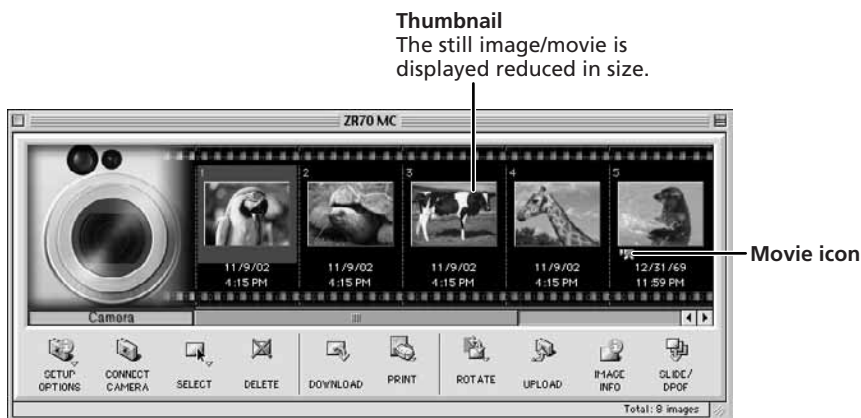 Thumbnail
The still image/movie is
displayed reduced in size.
ZR70 MC
1 2 3 4 5
11/9/02 11/9/02 11/9/02 11/9/02 12/31/69
4:15 PM 4:15 PM 4:15 PM 4:15 PM 11:59 PM
Movie icon
Camera
SETUP OPTIONS
CONNECT CAMERA
SELECT
DELETE
DOWNLOAD
PRINT
ROTATE
UPLOAD
IMAGE INFO
SLIDE/ DPOF
Total: 8 images